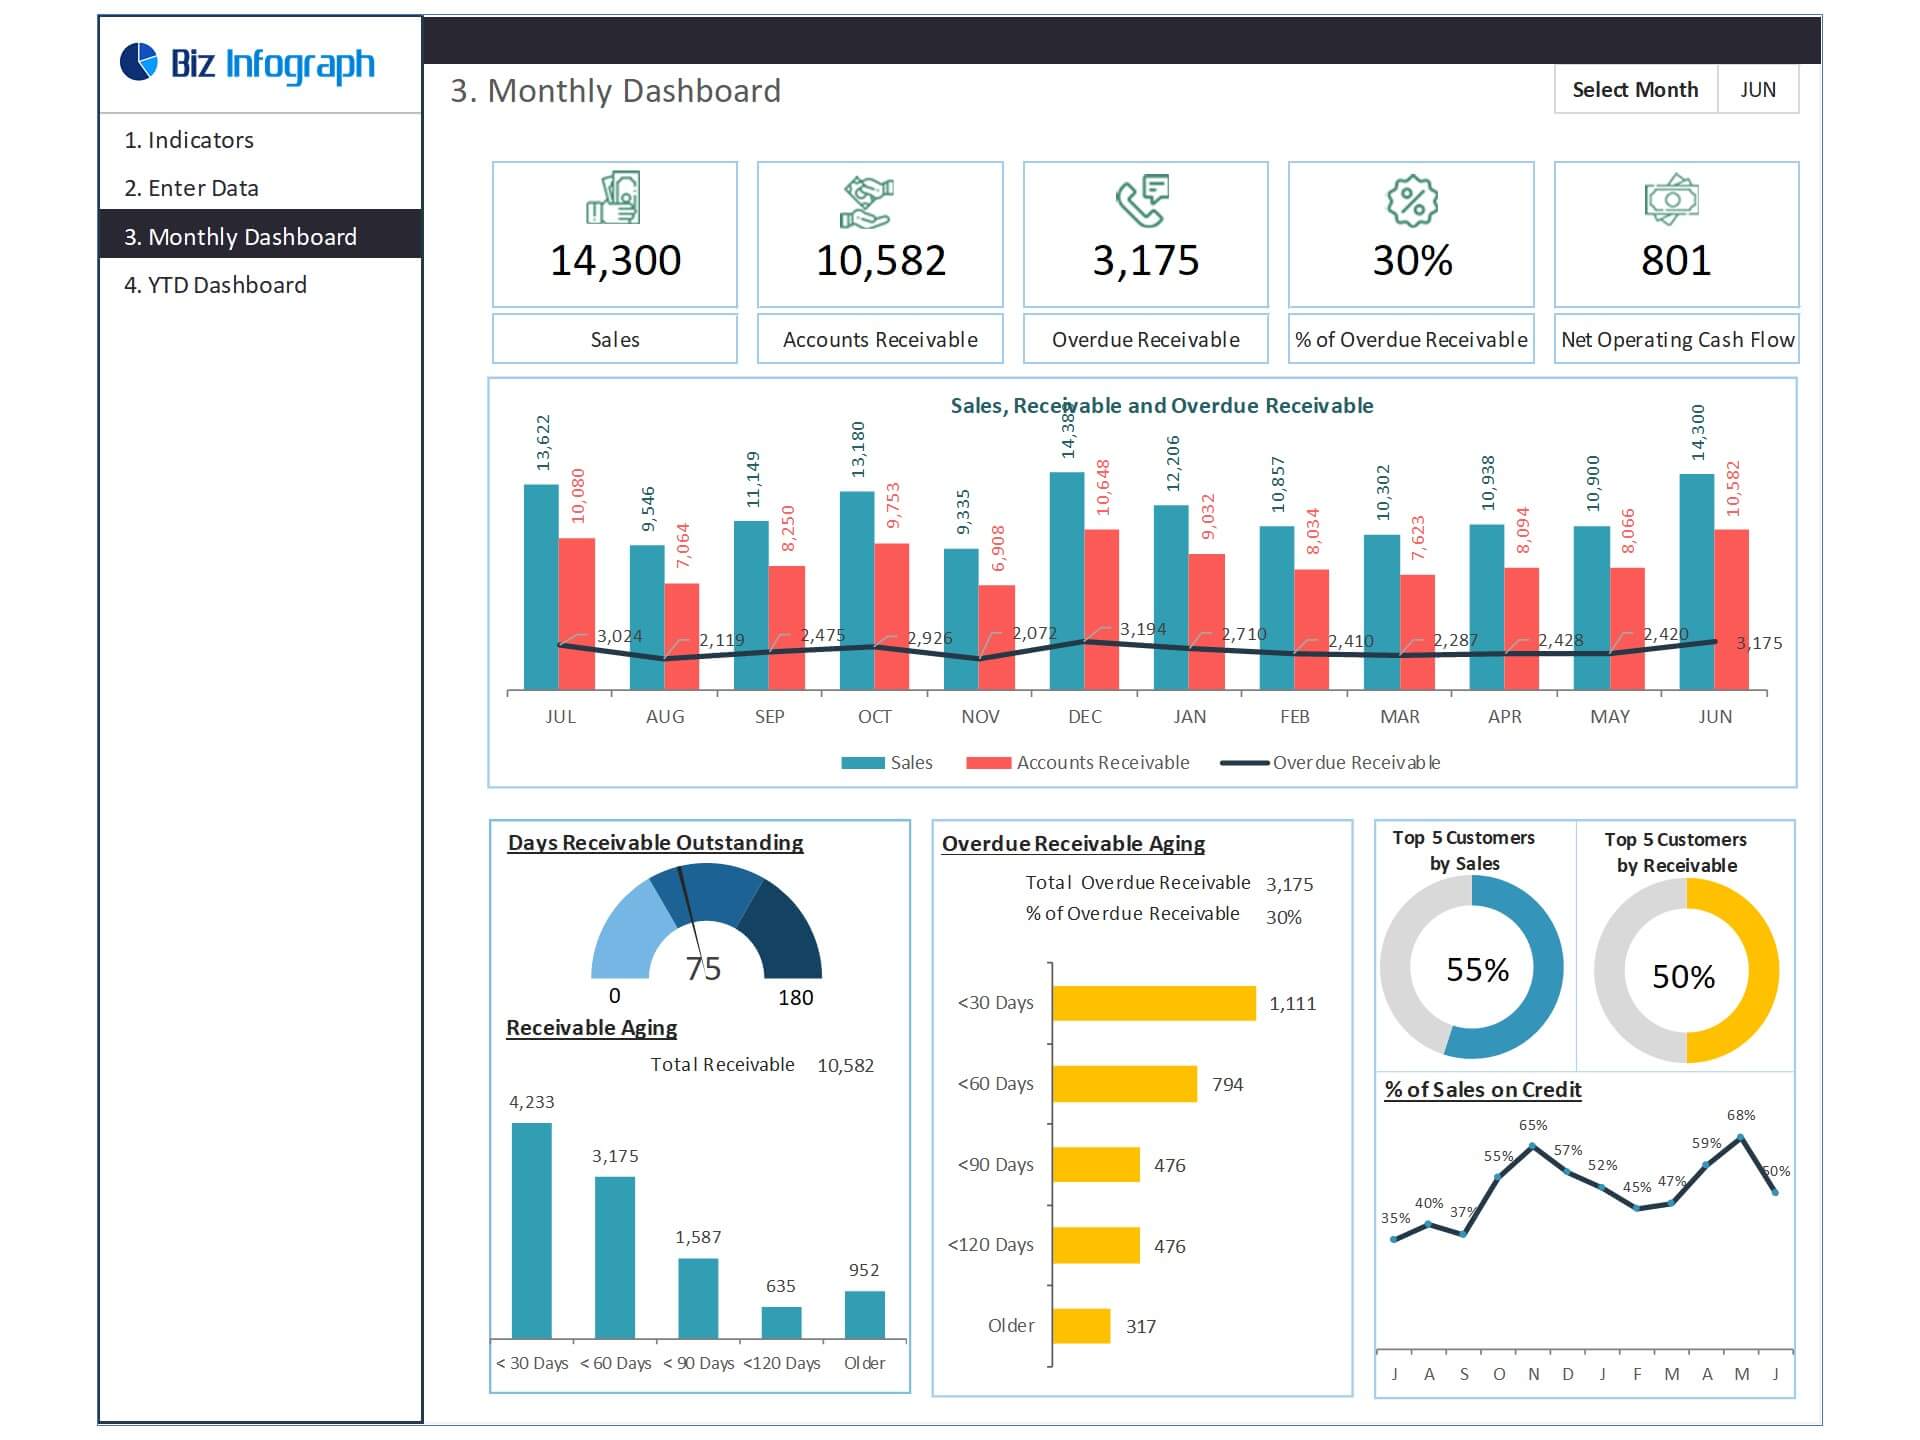 Biz Infograph
1. Indicators
2. Enter Data
3. Monthly Dashboard
4. YTD Dashboard
3. Monthly Dashboard
Select Month JUN
14,300 10,582 3,175 30% 801
Sales Accounts Receivable Overdue Receivable % of Overdue Receivable Net Operating Cash Flow
Sales, Receivable and Overdue Receivable
13,622 9,546 11,149 13,180 9,335 12,206 10,857 10,302 10,938 10,900 14,300
10,080 7,064 8,250 9,753 6,908 10,648 9,032 8,034 7,623 8,094 8,066 10,582
3,024 2,119 2,475 2,926 2,072 3,194 2,710 2,410 2,287 2,428 2,420 3,175
JUL AUG SEP OCT NOV DEC JAN FEB MAR APR MAY JUN
Sales Accounts Receivable Overdue Receivable
Days Receivable Outstanding
75
0 180
Receivable Aging
Total Receivable 10,582
4,233 3,175 1,587 635 952
< 30 Days < 60 Days < 90 Days <120 Days Older
Overdue Receivable Aging
Total Overdue Receivable 3,175
% of Overdue Receivable 30%
<30 Days 1,111
<60 Days 794
<90 Days 476
<120 Days 476
Older 317
Top 5 Customers
by Sales
55%
Top 5 Customers
by Receivable
50%
% of Sales on Credit
35% 40% 37% 55% 65% 57% 52% 45% 47% 59% 68% 50%
J A S O N D J F M A M J